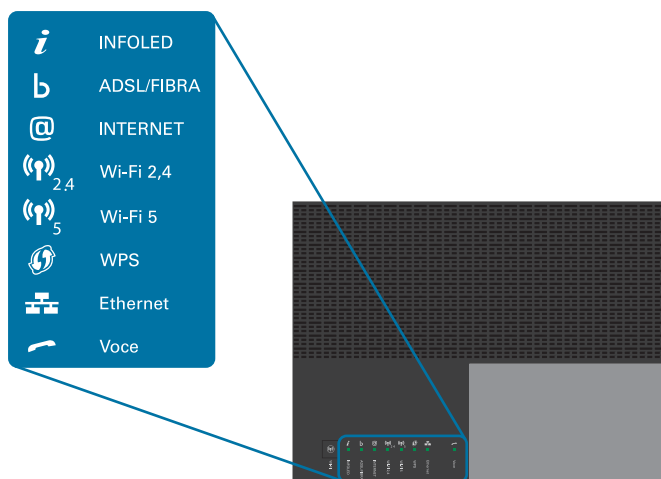 i INFOLED
b ADSL/FIBRA
@ INTERNET
2.4 Wi-Fi 2,4
5 Wi-Fi 5
WPS
Ethernet
Voce